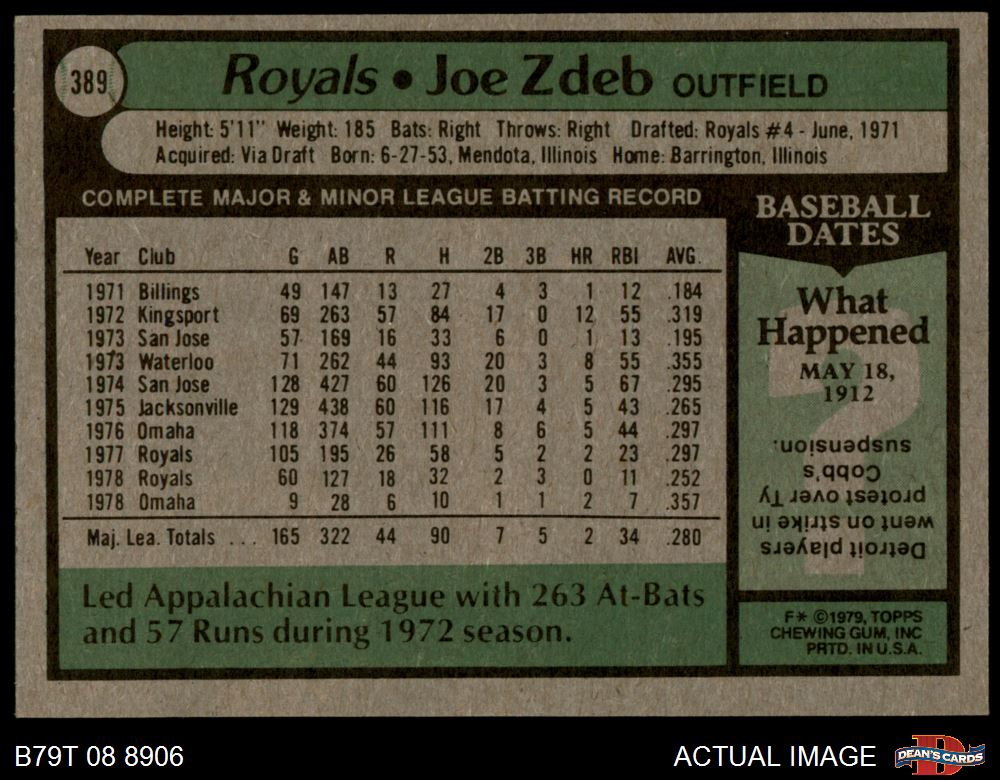 389
Royals • Joe Zdeb OUTFIELD
Height: 5'11" Weight: 185 Bats: Right Throws: Right Drafted: Royals #4 - June, 1971
Acquired: Via Draft Born: 6-27-53, Mendota, Illinois Home: Barrington, Illinois
COMPLETE MAJOR & MINOR LEAGUE BATTING RECORD
Year Club G AB R H 2B 3B HR RBI AVG.
1971 Billings 49 147 13 27 4 3 1 12 .184
1972 Kingsport 69 263 57 84 17 0 12 55 .319
1973 San Jose 57 169 16 33 6 0 1 13 .195
1973 Waterloo 71 262 44 93 20 3 8 55 .355
1974 San Jose 128 427 60 126 20 3 5 67 .295
1975 Jacksonville 129 438 60 116 17 4 5 43 .265
1976 Omaha 118 374 57 111 8 6 5 44 .297
1977 Royals 105 195 26 58 5 2 2 23 .297
1978 Royals 60 127 18 32 2 3 0 11 .252
1978 Omaha 9 28 6 10 1 1 2 7 .357
Maj. Lea. Totals ... 165 322 44 90 7 5 2 34 .280
Led Appalachian League with 263 At-Bats
and 57 Runs during 1972 season.
BASEBALL
DATES
What
Happened
MAY 18,
1912
Detroit players
went on strike in
protest over Ty
Cobb's
suspension.
F* ©1979, TOPPS
CHEWING GUM, INC
PRTD. IN U.S.A.
B79T 08 8906
ACTUAL IMAGE
DEAN'S CARDS